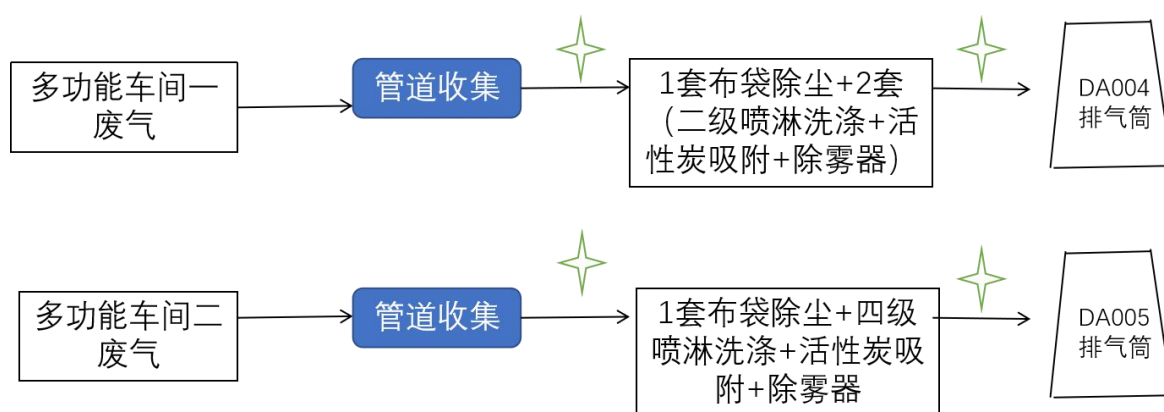 多功能车间一
废气
管道收集
1套布袋除尘+2套
（二级喷淋洗涤+活
性炭吸附+除雾器）
DA004
排气筒
多功能车间二
废气
管道收集
1套布袋除尘+四级
喷淋洗涤+活性炭吸
附+除雾器
DA005
排气筒